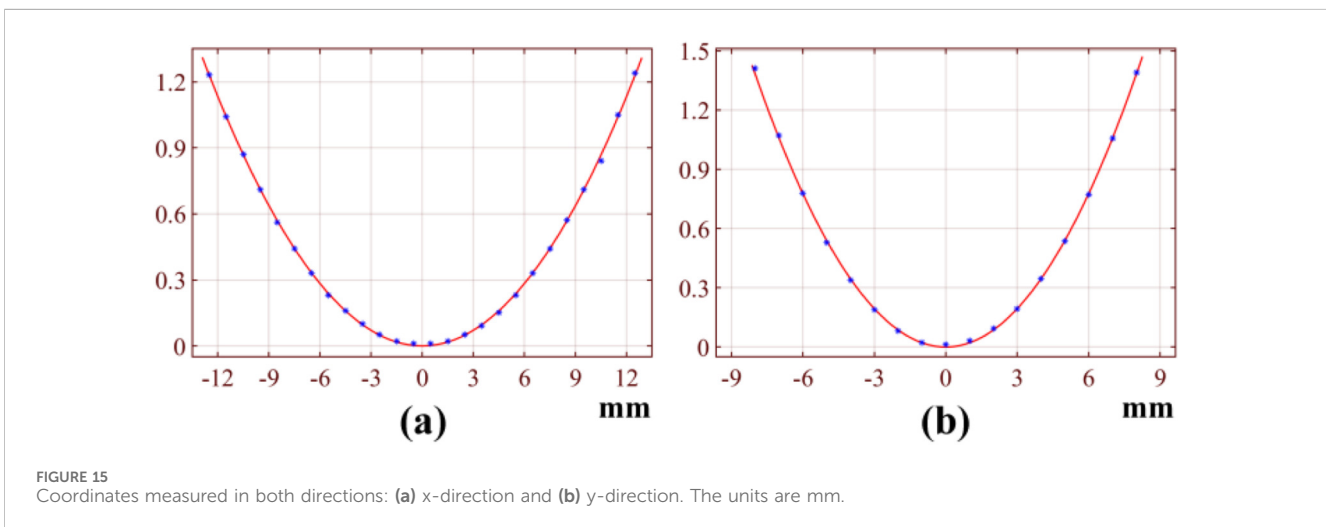 1.2
0.9
0.6
0.3
0
-12 -9 -6 -3 0 3 6 9 12
mm
(a)
1.5
1.2
0.9
0.6
0.3
0
-9 -6 -3 0 3 6 9
mm
(b)
FIGURE 15
Coordinates measured in both directions: (a) x-direction and (b) y-direction. The units are mm.